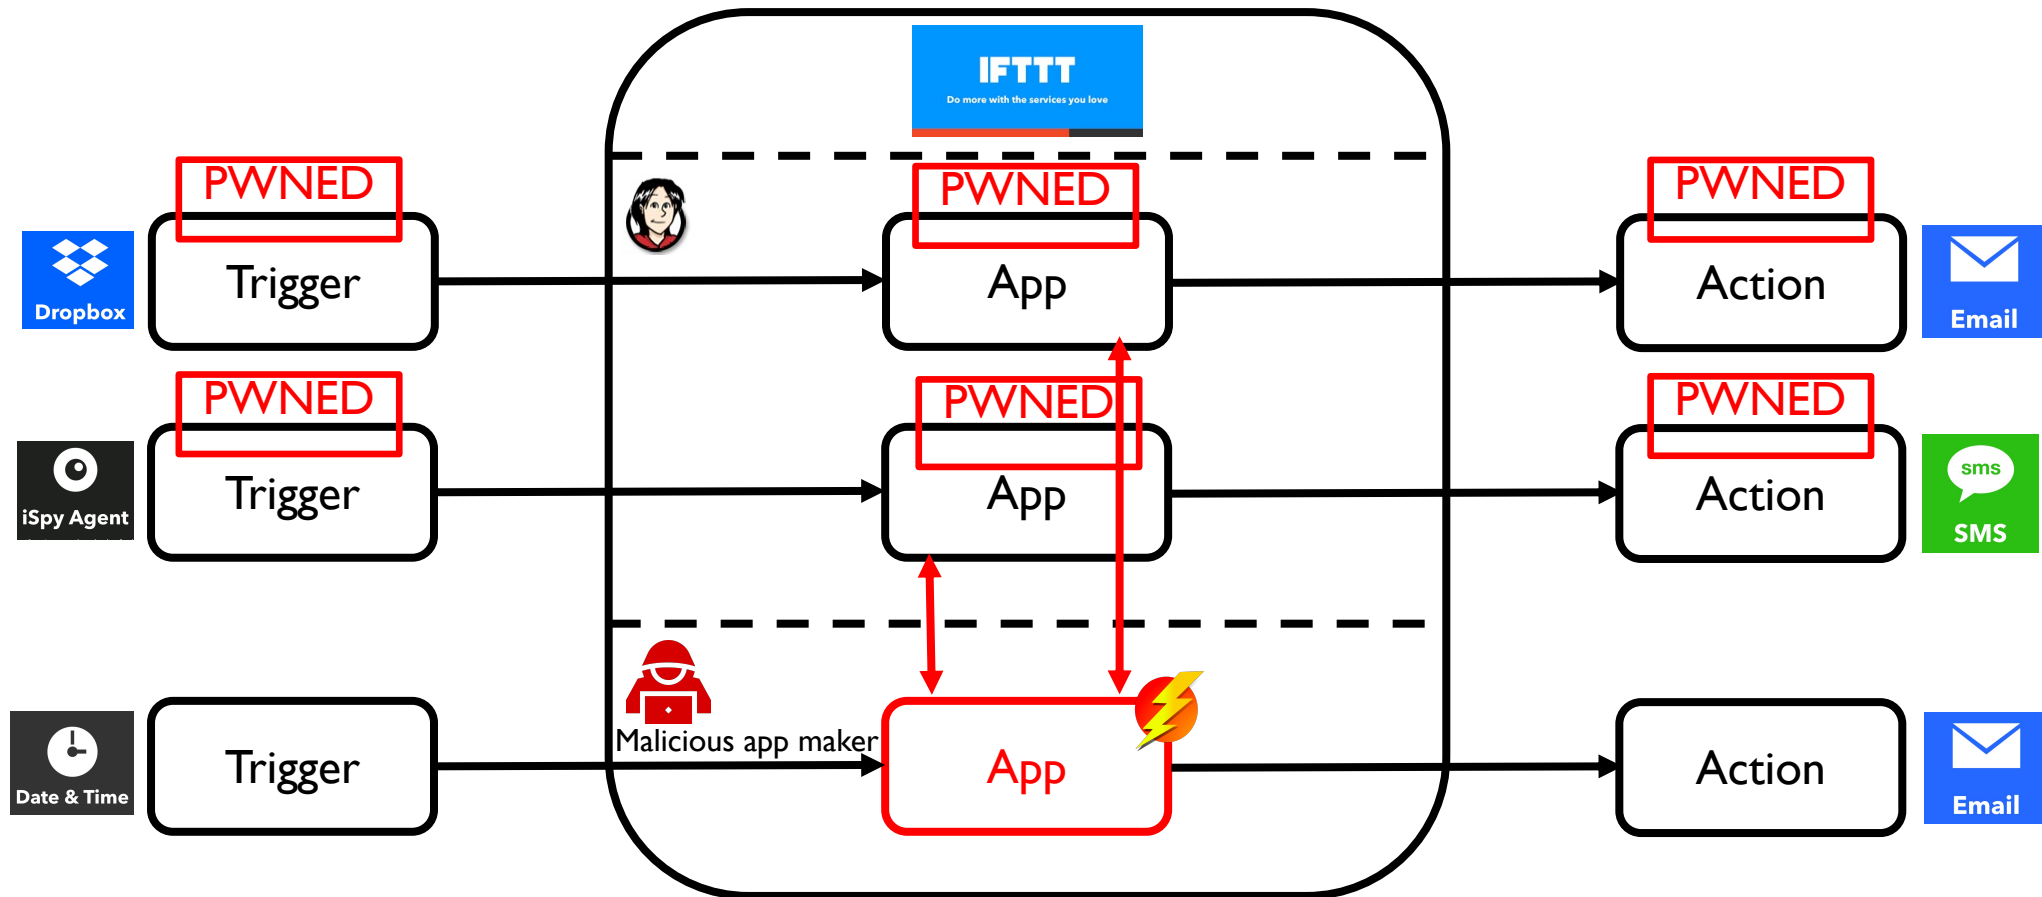 IFTTT
Do more with the services you love
PWNED
PWNED
PWNED
Dropbox
Trigger
App
Action
Email
PWNED
PWNED
PWNED
iSpy Agent
Trigger
App
Action
sms
SMS
Malicious app maker
Date & Time
Trigger
App
Action
Email